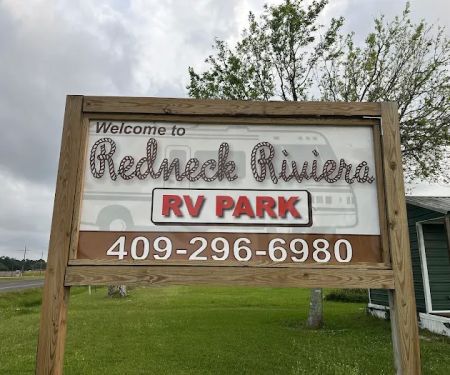 Welcome to
Redneck Riviera
RV PARK
409-296-6980